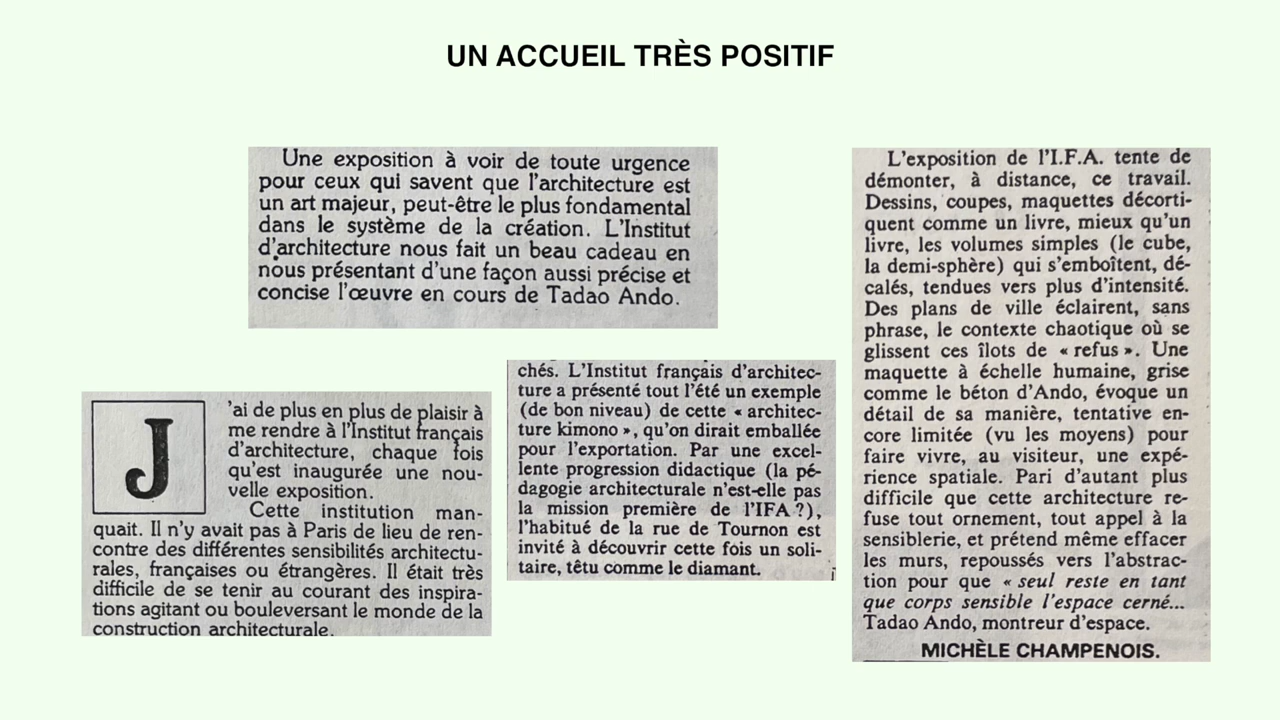 UN ACCUEIL TRÈS POSITIF
Une exposition à voir de toute urgence
pour ceux qui savent que l'architecture est
un art majeur, peut-être le plus fondamental
dans le système de la création. L'Institut
d'architecture nous fait un beau cadeau en
nous présentant d'une façon aussi précise et
concise l'œuvre en cours de Tadao Ando.
J'ai de plus en plus de plaisir à
me rendre à l'Institut français
d'architecture, chaque fois
qu'est inaugurée une nou-
velle exposition.
Cette institution man-
quait. Il n'y avait pas à Paris de lieu de ren-
contre des différentes sensibilités architectu-
rales, françaises ou étrangères. Il était très
difficile de se tenir au courant des inspira-
tions agitant ou bouleversant le monde de la
construction architecturale.
chés. L'Institut français d'architec-
ture a présenté tout l'été un exemple
(de bon niveau) de cette « architec-
ture kimono », qu'on dirait emballée
pour l'exportation. Par une excel-
lente progression didactique (la pé-
dagogie architecturale n'est-elle pas
la mission première de l'IFA ?),
l'habitué de la rue de Tournon est
invité à découvrir cette fois un soli-
taire, têtu comme le diamant.
L'exposition de l'I.F.A. tente de
démonter, à distance, ce travail.
Dessins, coupes, maquettes décorti-
quent comme un livre, mieux qu'un
livre, les volumes simples (le cube,
la demi-sphère) qui s'emboîtent, dé-
calés, tendues vers plus d'intensité.
Des plans de ville éclairent, sans
phrase, le contexte chaotique où se
glissent ces îlots de « refus ». Une
maquette à échelle humaine, grise
comme le béton d'Ando, évoque un
détail de sa manière, tentative en-
core limitée (vu les moyens) pour
faire vivre, au visiteur, une expé-
rience spatiale. Pari d'autant plus
difficile que cette architecture re-
fuse tout ornement, tout appel à la
sensiblerie, et prétend même effacer
les murs, repoussés vers l'abstrac-
tion pour que « seul reste en tant
que corps sensible l'espace cerné...
Tadao Ando, montreur d'espace.
MICHÈLE CHAMPENOIS.